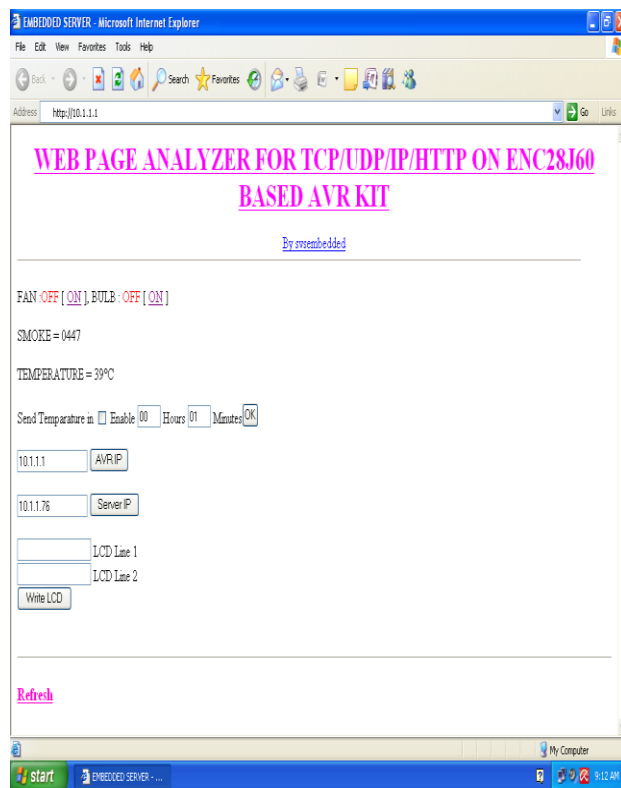 EMBEDDED SERVER - Microsoft Internet Explorer
File Edit View Favorites Tools Help
Back Search Favorites
Address http://10.1.1.1 Go Links
WEB PAGE ANALYZER FOR TCP/UDP/IP/HTTP ON ENC28J60
BASED AVR KIT
By svsembedded
FAN :OFF [ ON ], BULB : OFF [ ON ]
SMOKE = 0447
TEMPERATURE = 39°C
Send Temparature in Enable 00 Hours 01 Minutes OK
10.1.1.1 AVR IP
10.1.1.76 Server IP
LCD Line 1
LCD Line 2
Write LCD
Refresh
My Computer
start EMBEDDED SERVER - ... 9:12 AM